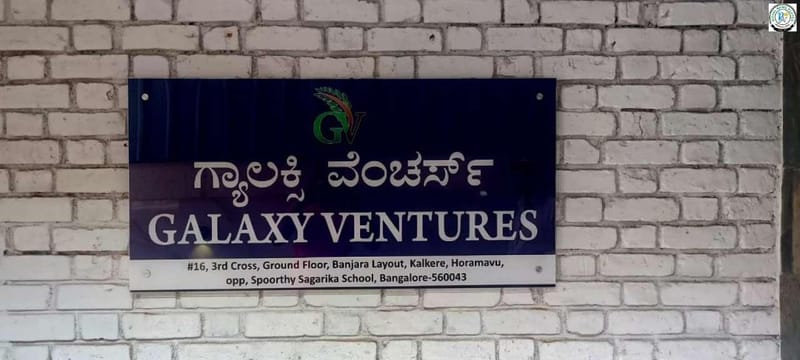 GV
ಗ್ಯಾಲಕ್ಸಿ ವೆಂಚರ್ಸ್
GALAXY VENTURES
#16, 3rd Cross, Ground Floor, Banjara Layout, Kalkere, Horamavu,
opp, Spoorthy Sagarika School, Bangalore-560043